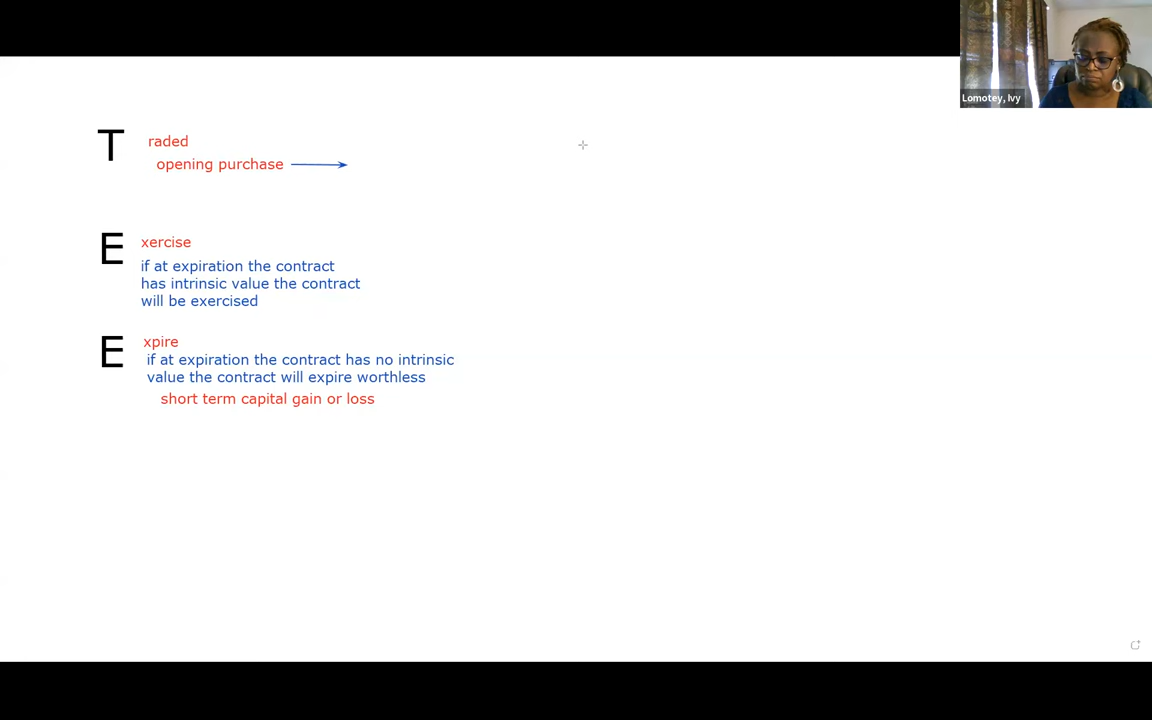 Lomotey, Ivy
T raded
opening purchase
E xercise
if at expiration the contract
has intrinsic value the contract
will be exercised
E xpire
if at expiration the contract has no intrinsic
value the contract will expire worthless
short term capital gain or loss